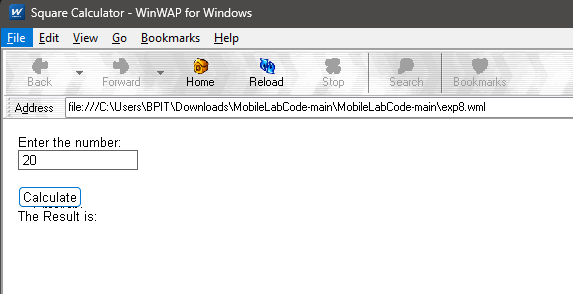 Square Calculator - WinWAP for Windows
File Edit View Go Bookmarks Help
Back Forward Home Reload Stop Search Bookmarks
Address file:///C:\Users\BPIT\Downloads\MobileLabCode-main\MobileLabCode-main\exp8.wml
Enter the number:
20
Calculate
The Result is: